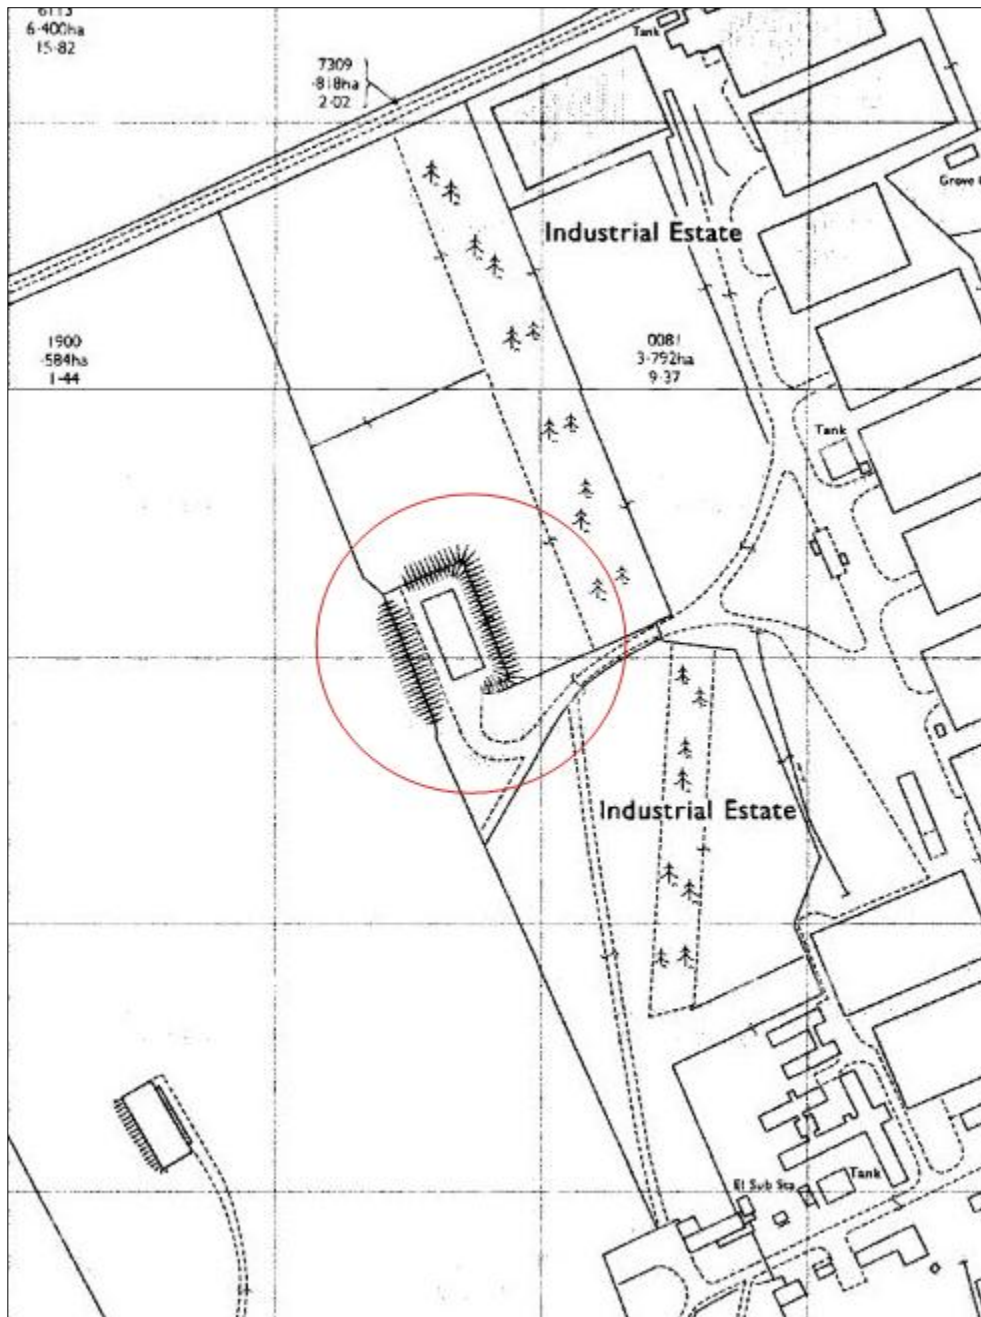 6·400ha
15·82
Tank
7309
·818ha
2·02
Industrial Estate
1900
·584ha
1·44
0081
3·792ha
9·37
Tank
Industrial Estate
El Sub Sta
Tank